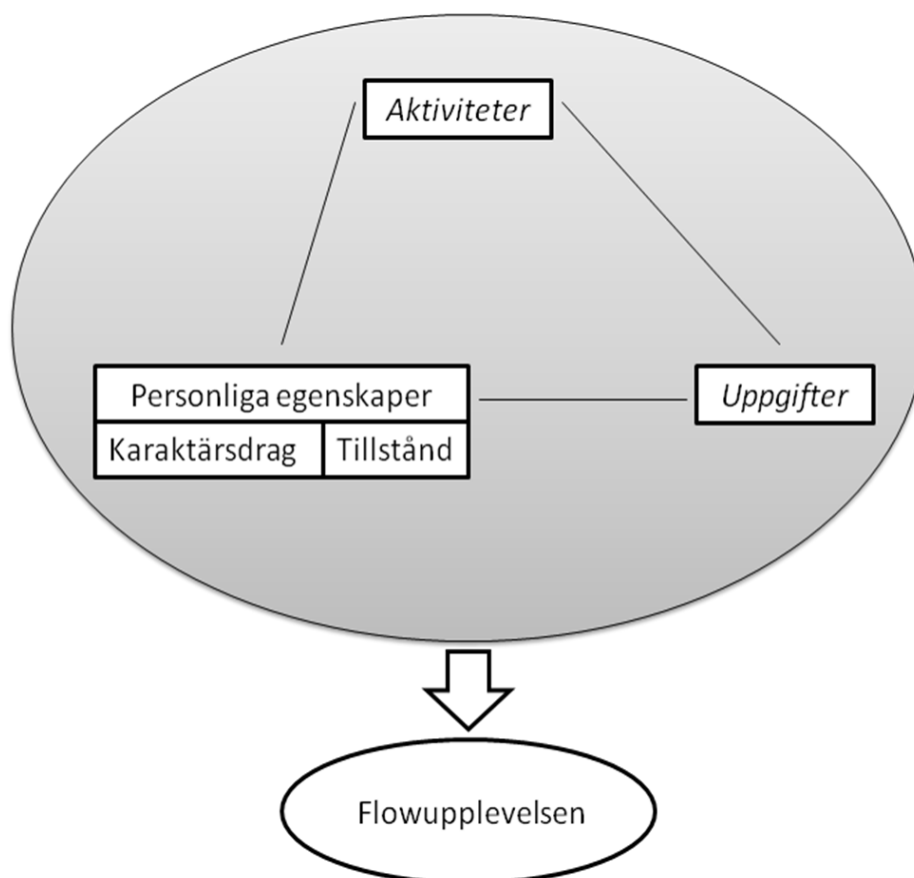 Aktiviteter
Personliga egenskaper
Karaktärsdrag
Tillstånd
Uppgifter
Flowupplevelsen